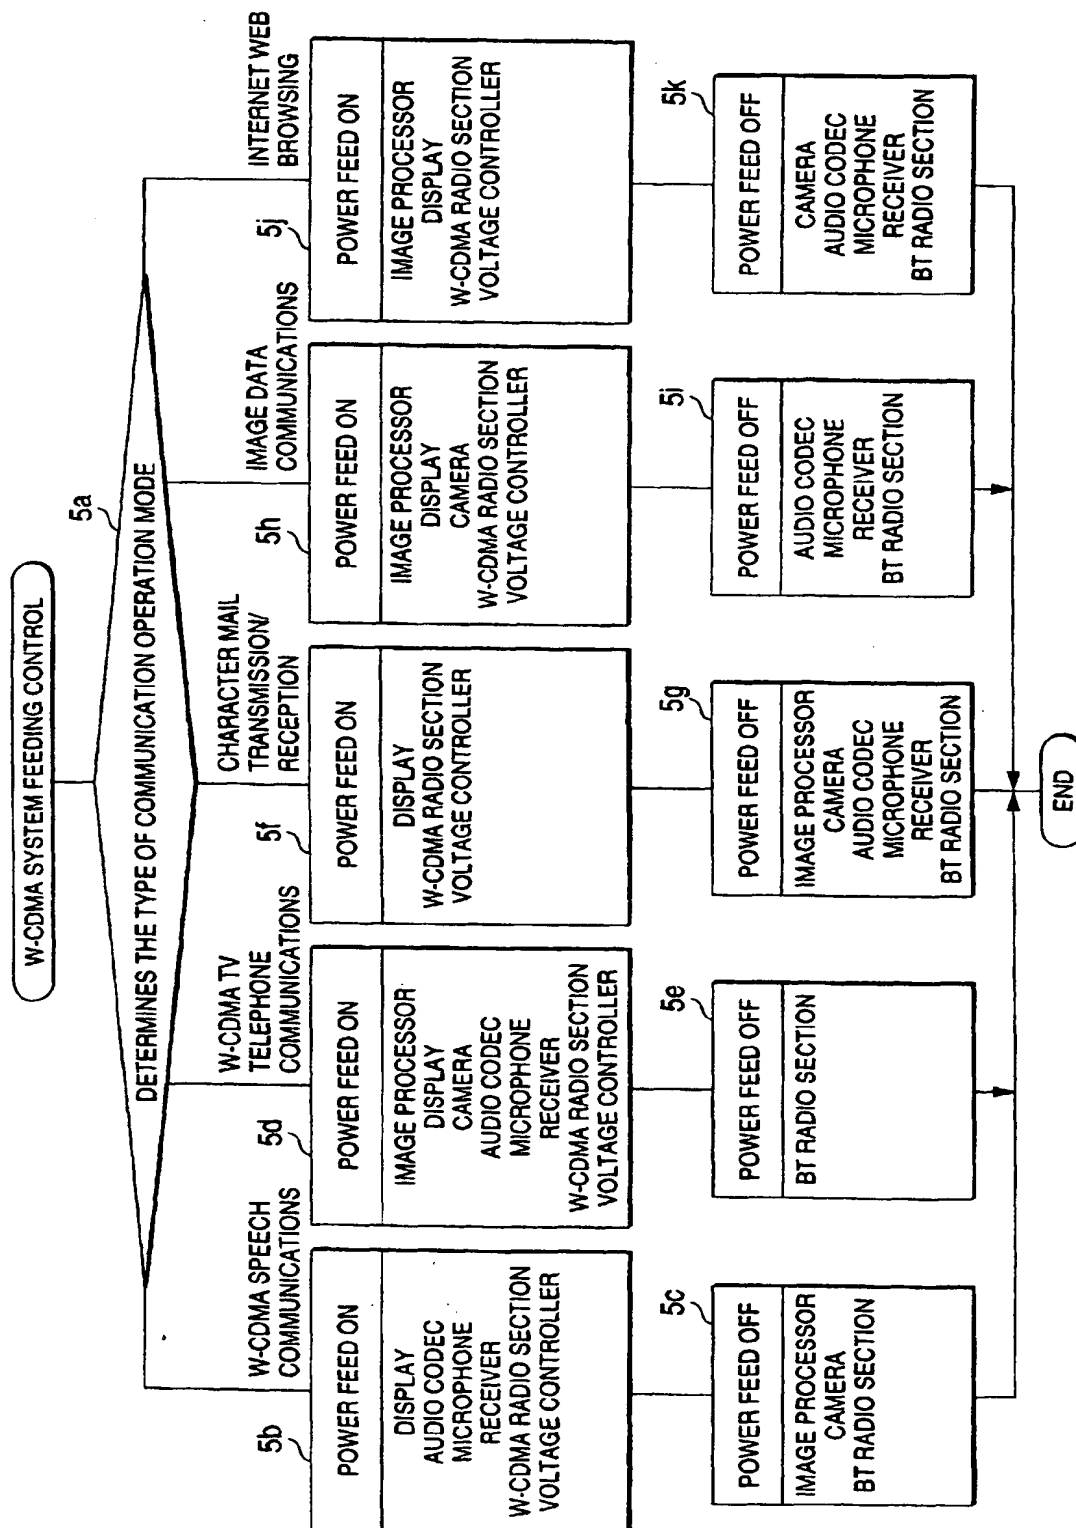 W-CDMA SYSTEM FEEDING CONTROL
5a
DETERMINES THE TYPE OF COMMUNICATION OPERATION MODE
W-CDMA SPEECH
COMMUNICATIONS
5b
POWER FEED ON
DISPLAY
AUDIO CODEC
MICROPHONE
RECEIVER
W-CDMA RADIO SECTION
VOLTAGE CONTROLLER
5c
POWER FEED OFF
IMAGE PROCESSOR
CAMERA
BT RADIO SECTION
W-CDMA TV
TELEPHONE
COMMUNICATIONS
5d
POWER FEED ON
IMAGE PROCESSOR
DISPLAY
CAMERA
AUDIO CODEC
MICROPHONE
RECEIVER
W-CDMA RADIO SECTION
VOLTAGE CONTROLLER
5e
POWER FEED OFF
BT RADIO SECTION
CHARACTER MAIL
TRANSMISSION/
RECEPTION
5f
POWER FEED ON
DISPLAY
W-CDMA RADIO SECTION
VOLTAGE CONTROLLER
5g
POWER FEED OFF
IMAGE PROCESSOR
CAMERA
AUDIO CODEC
MICROPHONE
RECEIVER
BT RADIO SECTION
IMAGE DATA
COMMUNICATIONS
5h
POWER FEED ON
IMAGE PROCESSOR
DISPLAY
CAMERA
W-CDMA RADIO SECTION
VOLTAGE CONTROLLER
5i
POWER FEED OFF
AUDIO CODEC
MICROPHONE
RECEIVER
BT RADIO SECTION
INTERNET WEB
BROWSING
5j
POWER FEED ON
IMAGE PROCESSOR
DISPLAY
W-CDMA RADIO SECTION
VOLTAGE CONTROLLER
5k
POWER FEED OFF
CAMERA
AUDIO CODEC
MICROPHONE
RECEIVER
BT RADIO SECTION
END